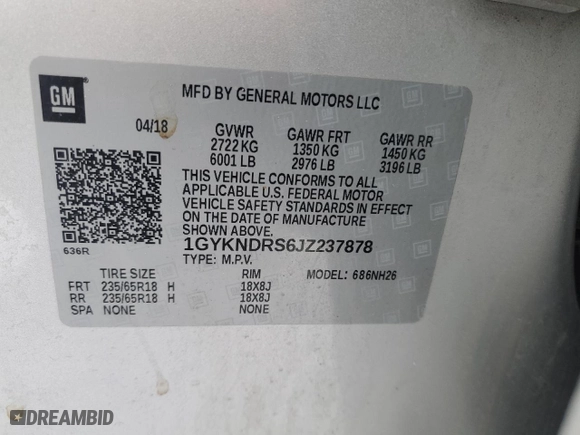 GM
MFD BY GENERAL MOTORS LLC
04/18 GVWR GAWR FRT GAWR RR
2722 KG 1350 KG 1450 KG
6001 LB 2976 LB 3196 LB
THIS VEHICLE CONFORMS TO ALL
APPLICABLE U.S. FEDERAL MOTOR
VEHICLE SAFETY STANDARDS IN EFFECT
ON THE DATE OF MANUFACTURE
SHOWN ABOVE.
636R
1GYKNDRS6JZ237878
TYPE: M.P.V. MODEL: 686NH26
TIRE SIZE RIM
FRT 235/65R18 H 18X8J
RR 235/65R18 H 18X8J
SPA NONE NONE
DREAMBID